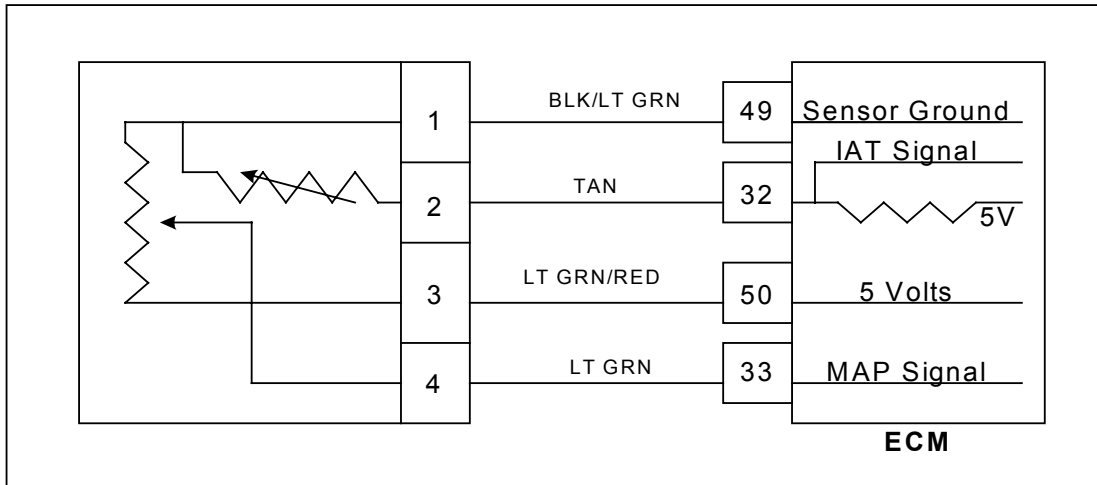 1 BLK/LT GRN 49 Sensor Ground
IAT Signal
2 TAN 32 5V
3 LT GRN/RED 50 5 Volts
4 LT GRN 33 MAP Signal
ECM